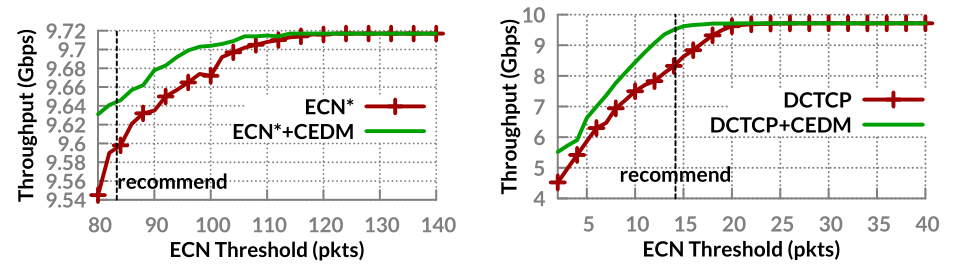 Throughput (Gbps)
9.72
9.7
9.68
9.66
9.64
9.62
9.6
9.58
9.56
9.54
ECN*
ECN*+CEDM
recommend
80 90 100 110 120 130 140
ECN Threshold (pkts)
Throughput (Gbps)
10
9
8
7
6
5
4
DCTCP
DCTCP+CEDM
recommend
5 10 15 20 25 30 35 40
ECN Threshold (pkts)